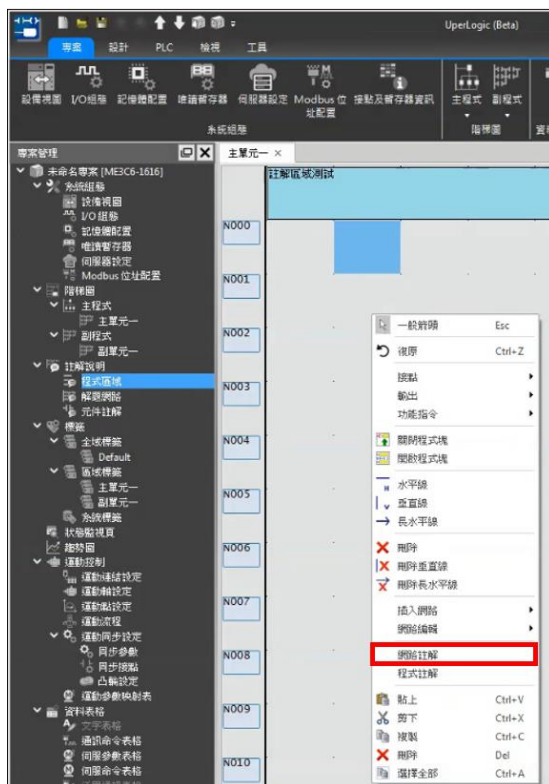 UperLogic (Beta)
專案 設計 PLC 檢視 工具
設備視圖 I/O組態 記憶體配置 唯讀暫存器 伺服器設定 Modbus 位址配置 接點及暫存器資訊 主程式 副程式
系統組態 階梯圖
專案管理
主單元一 ×
未命名專案 [ME3C6-1616]
系統組態
設備視圖
I/O 組態
記憶體配置
唯讀暫存器
伺服器設定
Modbus 位址配置
階梯圖
主程式
主單元一
副程式
副單元一
註解說明
程式區域
解題網路
元件註解
標籤
全域標籤
Default
區域標籤
主單元一
副單元一
系統標籤
狀態監視頁
趨勢圖
運動控制
運動連結設定
運動軸設定
運動點設定
運動流程
運動同步設定
同步參數
同步接點
凸輪設定
運動參數映射表
資料表格
文字表格
通訊命令表格
伺服參數表格
伺服命令表格
註解區域測試
N000
N001
N002
N003
N004
N005
N006
N007
N008
N009
N010
一般箭頭 Esc
復原 Ctrl+Z
接點
輸出
功能指令
關閉程式塊
開啟程式塊
水平線
垂直線
長水平線
刪除
刪除垂直線
刪除長水平線
插入網路
網路編輯
網路註解
程式註解
貼上 Ctrl+V
剪下 Ctrl+X
複製 Ctrl+C
刪除 Del
選擇全部 Ctrl+A